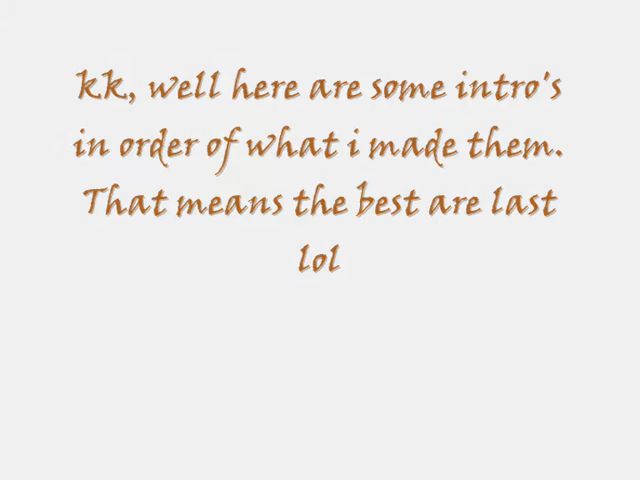 kk, well here are some intro's
in order of what i made them.
That means the best are last
lol